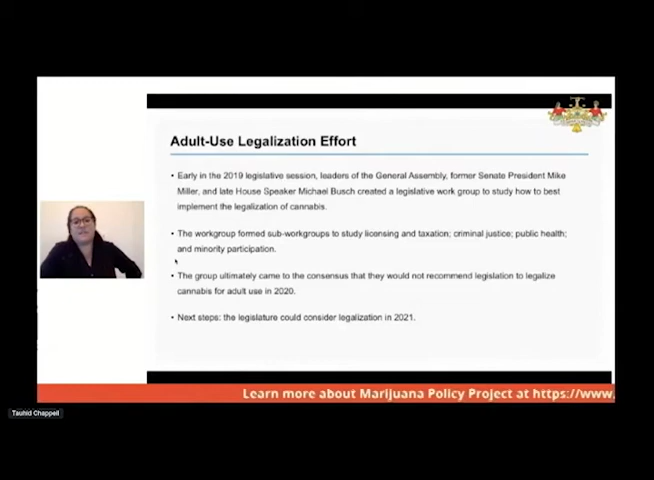 Adult-Use Legalization Effort
• Early in the 2019 legislative session, leaders of the General Assembly, former Senate President Mike
Miller, and late House Speaker Michael Busch created a legislative work group to study how to best
implement the legalization of cannabis.
• The workgroup formed sub-workgroups to study licensing and taxation; criminal justice; public health;
and minority participation.
• The group ultimately came to the consensus that they would not recommend legislation to legalize
cannabis for adult use in 2020.
• Next steps: the legislature could consider legalization in 2021.
Learn more about Marijuana Policy Project at https://www.
Tauhid Chappell